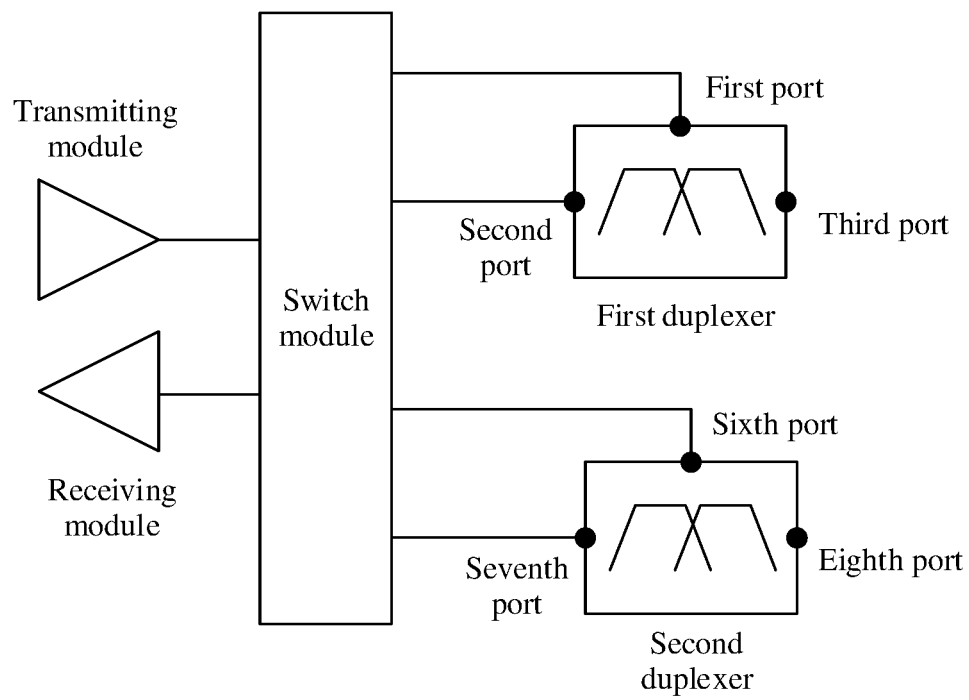 Transmitting
module
Receiving
module
Switch
module
First port
Second
port
Third port
First duplexer
Sixth port
Seventh
port
Eighth port
Second
duplexer